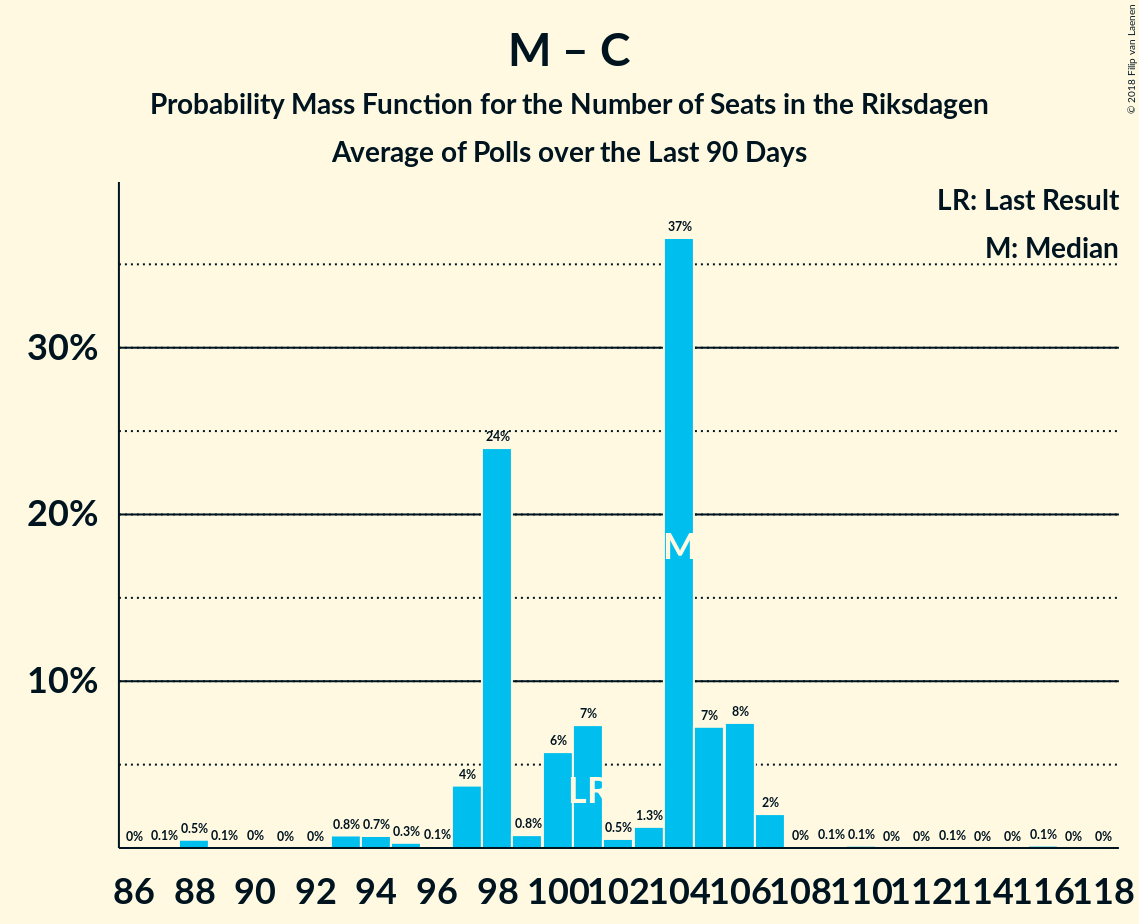 M – C
Probability Mass Function for the Number of Seats in the Riksdagen
Average of Polls over the Last 90 Days
© 2018 Filip van Laenen
LR: Last Result
M: Median
30%
20%
10%
0% 0.1% 0.5% 0.1% 0% 0% 0% 0.8% 0.7% 0.3% 0.1% 4% 24% 0.8% 6% 7% 0.5% 1.3% 37% 7% 8% 2% 0% 0.1% 0.1% 0% 0% 0.1% 0% 0% 0.1% 0% 0%
M
LR
86 88 90 92 94 96 98 100 102 104 106 108 110 112 114 116 118